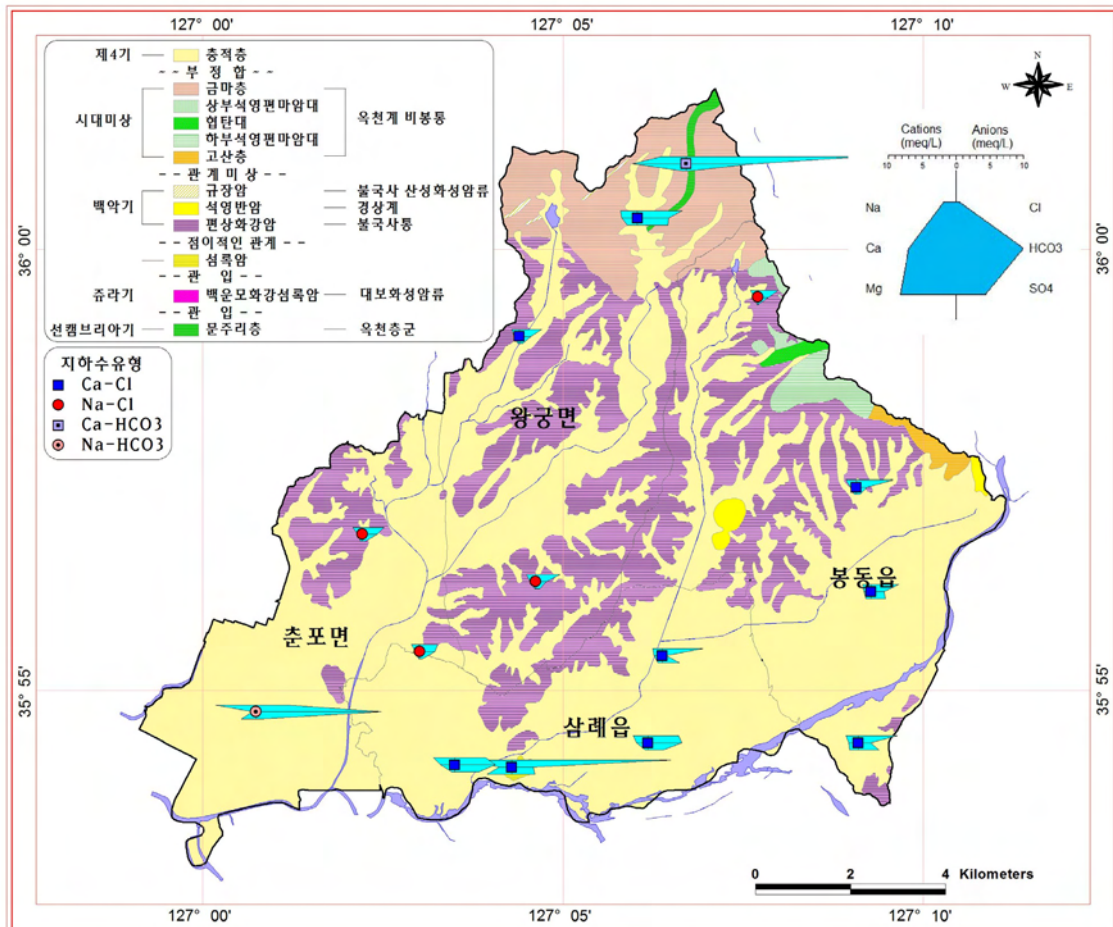 127° 00' 127° 05' 127° 10'
제4기 충적층
-- 부 정 합 --
시대미상 금마층 옥천계 비봉통
상부석영편마암대
협탄대
하부석영편마암대
고산층
-- 관 계 미 상 --
백악기 규장암 불국사 산성화성암류
석영반암 경상계
편상화강암 불국사통
-- 점이적인 관계 --
섬록암
-- 관 입 --
쥬라기 백운모화강섬록암 대보화성암류
-- 관 입 --
선캠브리아기 문주리층 옥천층군
지하수유형
Ca-Cl
Na-Cl
Ca-HCO3
Na-HCO3
N
W E
S
Cations Anions
(meq/L) (meq/L)
10 0 10
Na Cl
Ca HCO3
Mg SO4
36° 00' 36° 00'
왕궁면
봉동읍
춘포면
삼례읍
35° 55' 35° 55'
0 2 4 Kilometers
127° 00' 127° 05' 127° 10'